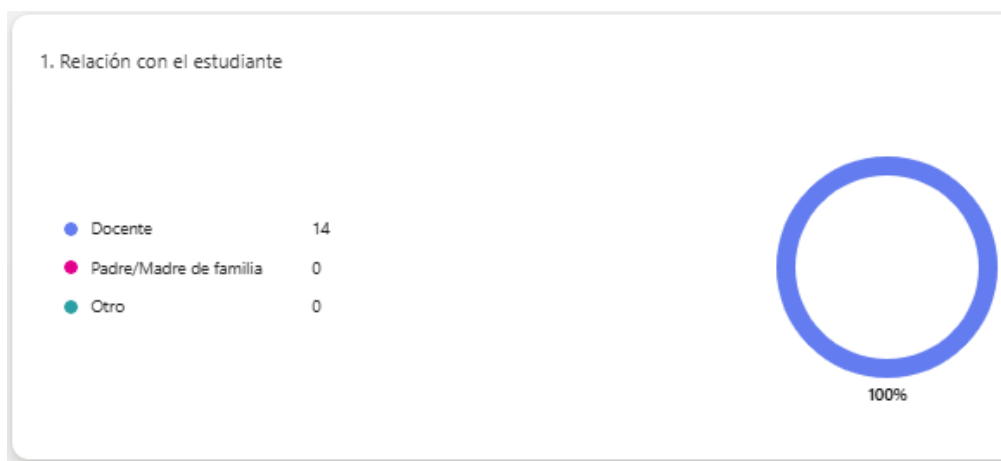 1. Relación con el estudiante
Docente 14
Padre/Madre de familia 0
Otro 0
100%